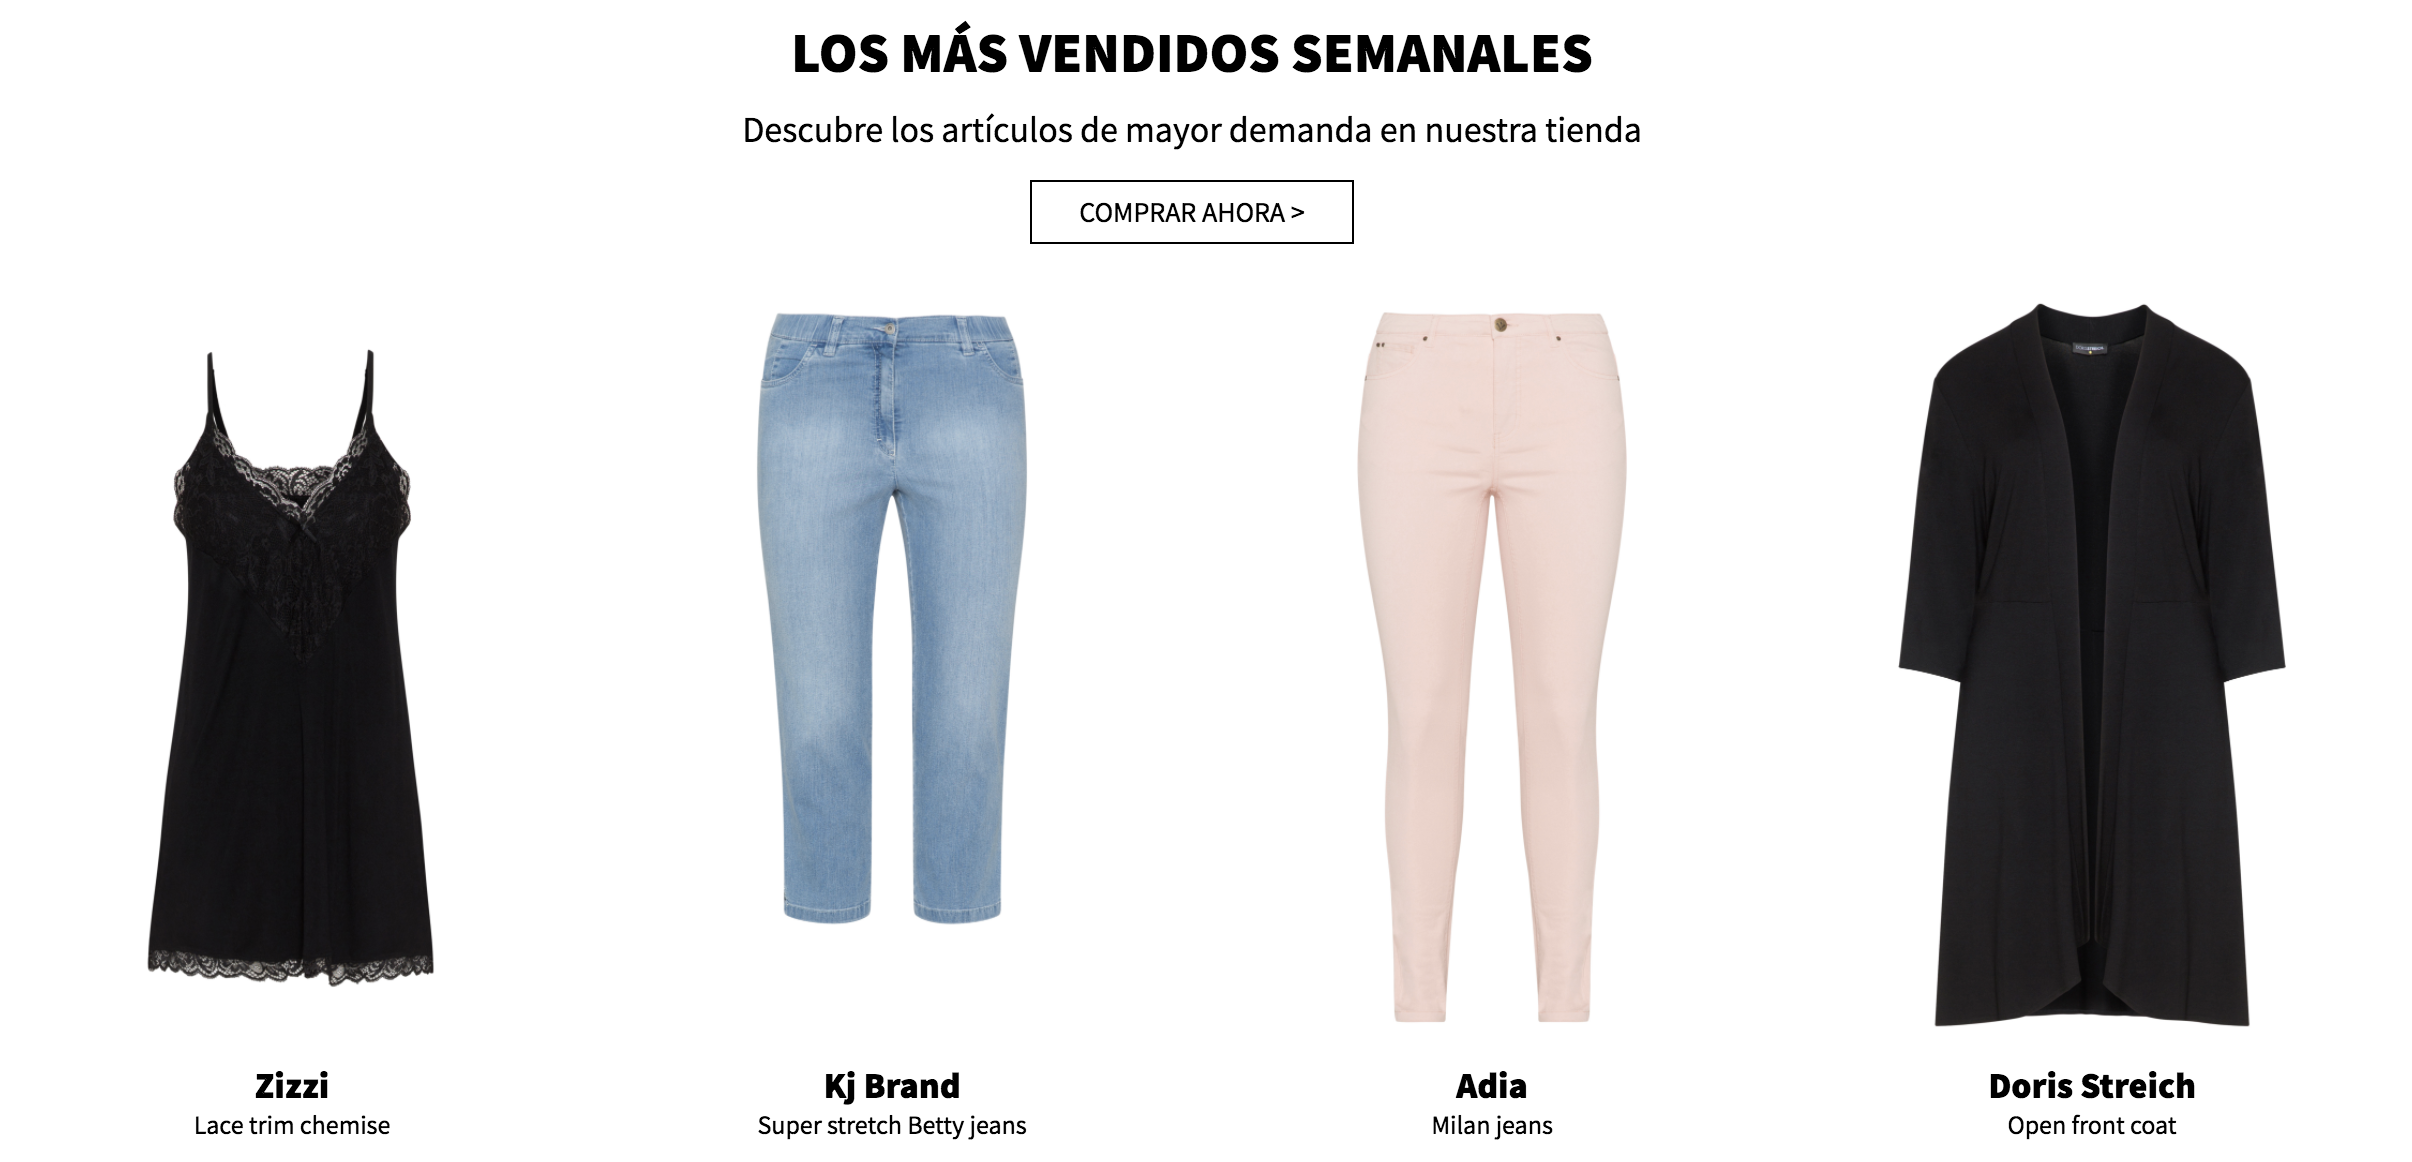 LOS MÁS VENDIDOS SEMANALES
Descubre los artículos de mayor demanda en nuestra tienda
COMPRAR AHORA >
Zizzi
Lace trim chemise
Kj Brand
Super stretch Betty jeans
Adia
Milan jeans
Doris Streich
Open front coat